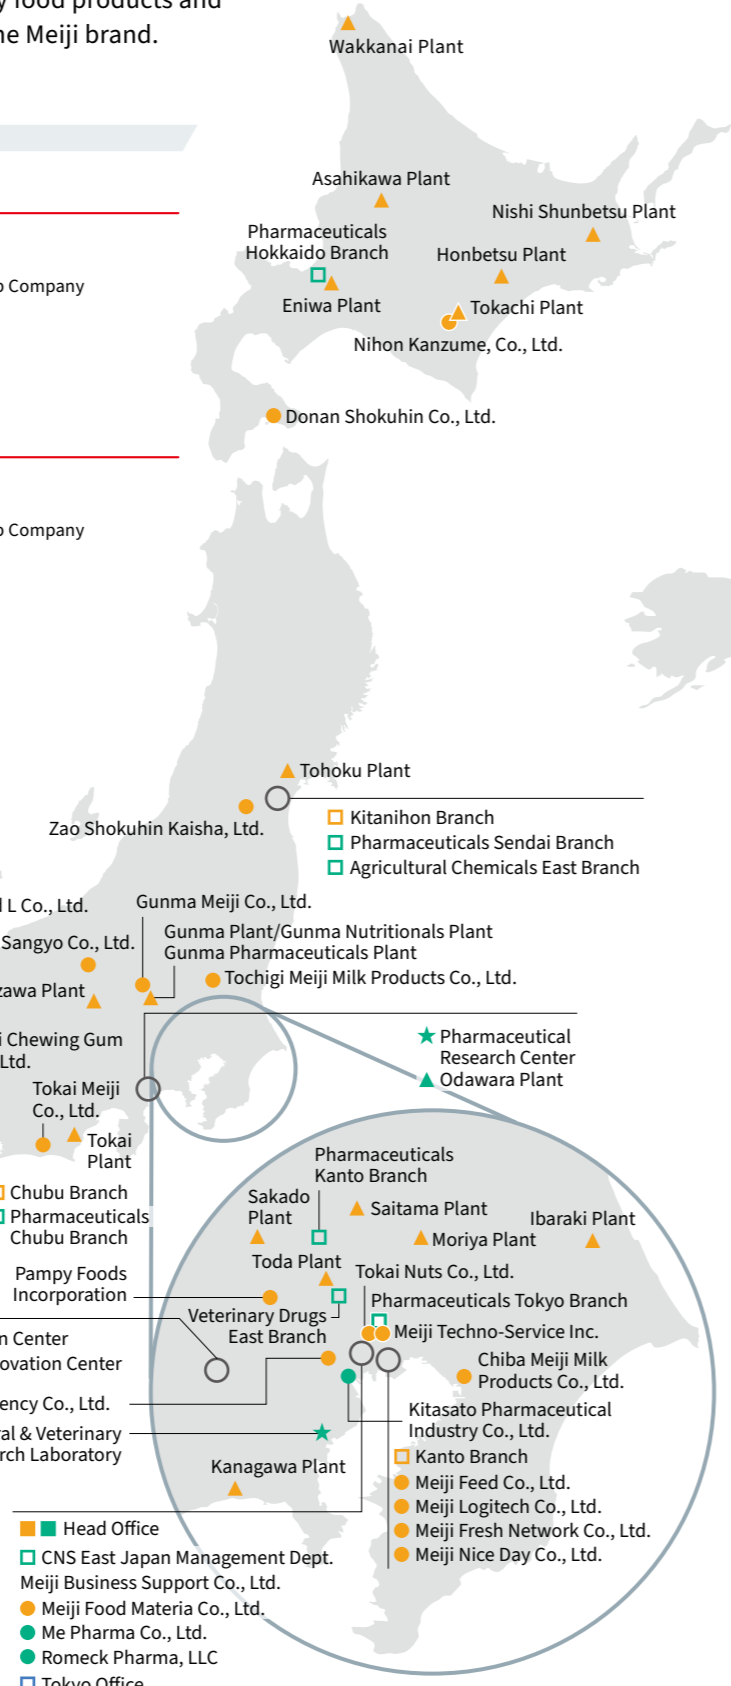 food products and
Meiji brand.
Wakkanai Plant
Asahikawa Plant
Nishi Shunbetsu Plant
Pharmaceuticals
Hokkaido Branch
Honbetsu Plant
Company
Eniwa Plant
Tokachi Plant
Nihon Kanzume, Co., Ltd.
Donan Shokuhin Co., Ltd.
Company
Tohoku Plant
Zao Shokuhin Kaisha, Ltd.
Kitanihon Branch
Pharmaceuticals Sendai Branch
Agricultural Chemicals East Branch
L Co., Ltd.
Gunma Meiji Co., Ltd.
Sangyo Co., Ltd.
Gunma Plant/Gunma Nutritionals Plant
Gunma Pharmaceuticals Plant
Tochigi Meiji Milk Products Co., Ltd.
zawa Plant
i Chewing Gum
Ltd.
Pharmaceutical
Research Center
Odawara Plant
Tokai Meiji
Co., Ltd.
Tokai
Plant
Chubu Branch
Pharmaceuticals
Chubu Branch
Pharmaceuticals
Kanto Branch
Sakado
Plant
Saitama Plant
Moriya Plant
Ibaraki Plant
Toda Plant
Tokai Nuts Co., Ltd.
Pampy Foods
Incorporation
Pharmaceuticals Tokyo Branch
Veterinary Drugs
East Branch
Meiji Techno-Service Inc.
n Center
ovation Center
Chiba Meiji Milk
Products Co., Ltd.
ency Co., Ltd.
Kitasato Pharmaceutical
Industry Co., Ltd.
al & Veterinary
rch Laboratory
Kanagawa Plant
Kanto Branch
Meiji Feed Co., Ltd.
Meiji Logitech Co., Ltd.
Meiji Fresh Network Co., Ltd.
Meiji Nice Day Co., Ltd.
Head Office
CNS East Japan Management Dept.
Meiji Business Support Co., Ltd.
Meiji Food Materia Co., Ltd.
Me Pharma Co., Ltd.
Romeck Pharma, LLC
Tokyo Office